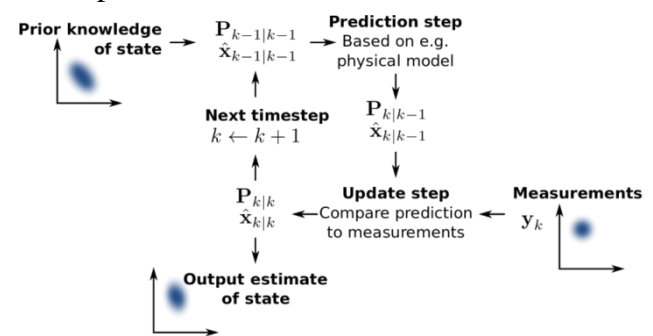 Prior knowledge
of state
P_{k-1|k-1}
x̂_{k-1|k-1}
Prediction step
Based on e.g.
physical model
Next timestep
k ← k + 1
P_{k|k-1}
x̂_{k|k-1}
P_{k|k}
x̂_{k|k}
Update step
Compare prediction
to measurements
Measurements
y_k
Output estimate
of state